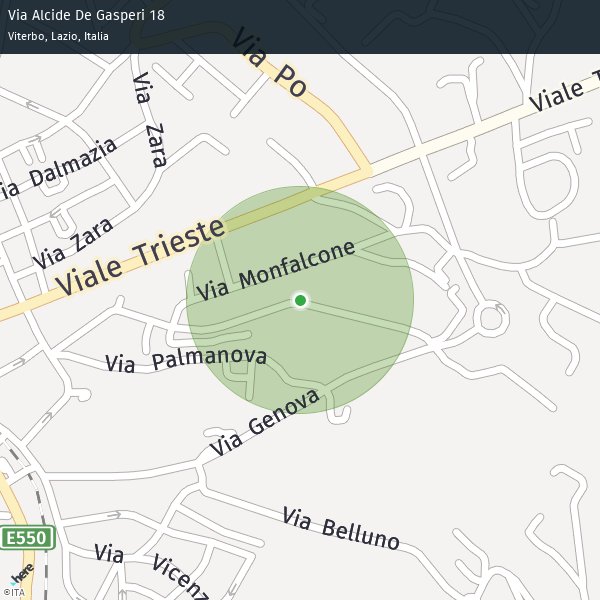 Via Alcide De Gasperi 18
Viterbo, Lazio, Italia
Via Po
Viale T
Via Zara
ia Dalmazia
Via Zara
Viale Trieste
Via Monfalcone
Via Palmanova
Via Genova
Via Belluno
E550
Via Vicenz
here
©ITA